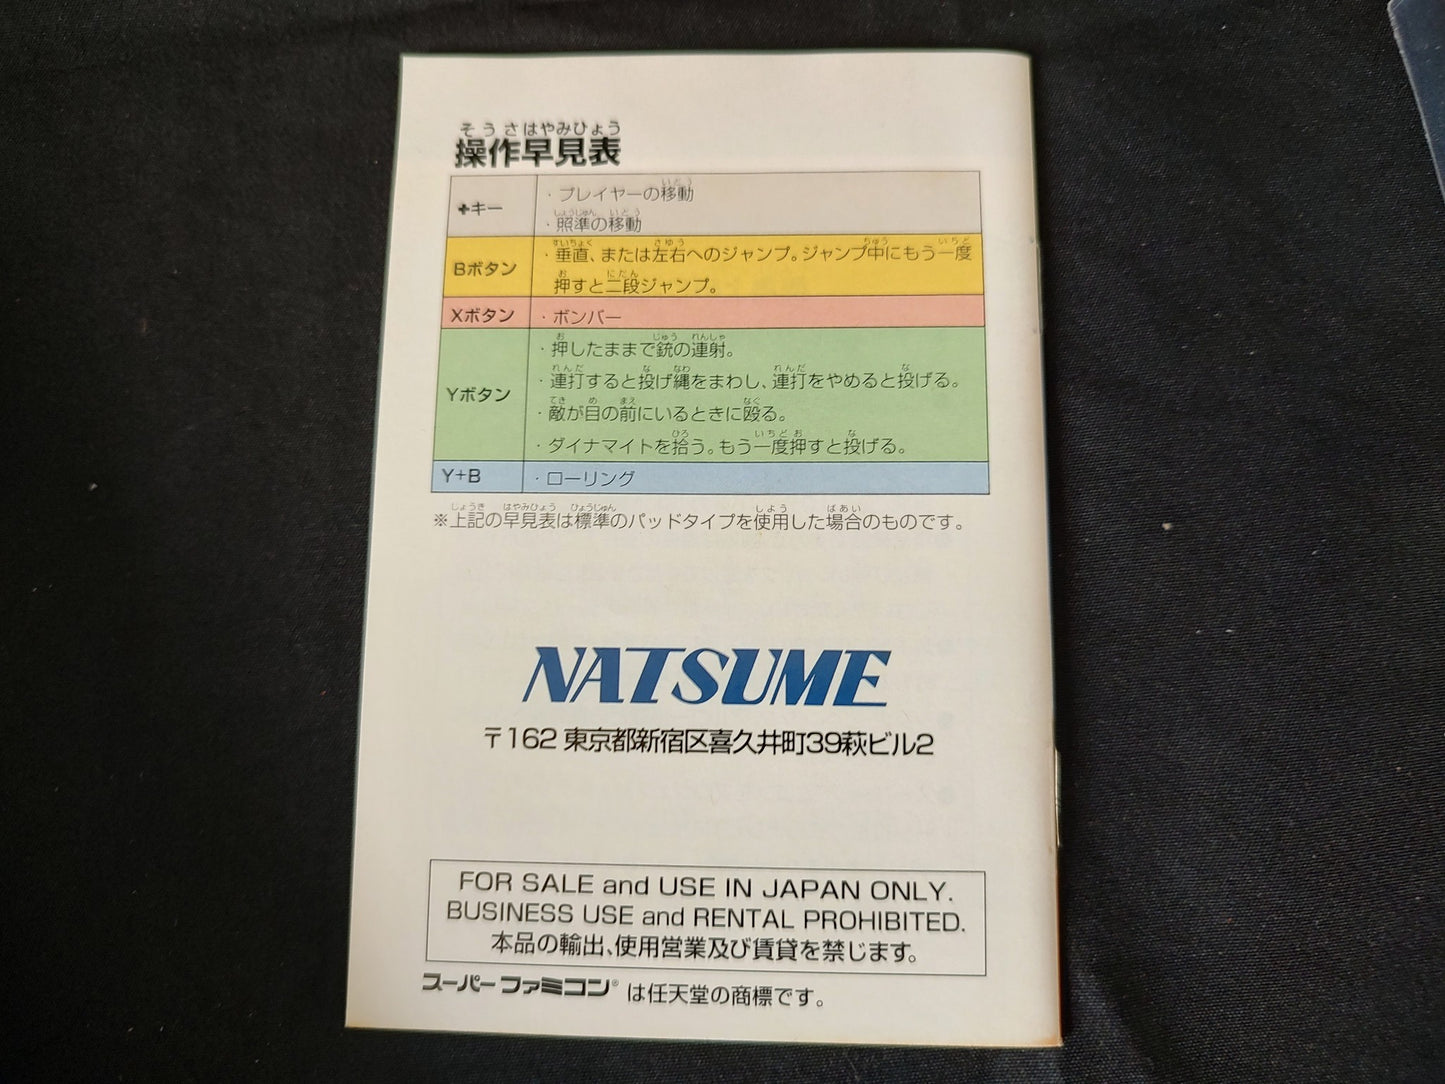 そうさはやみひょう
操作早見表
✚キー
・プレイヤーの移動
・照準の移動
Bボタン
・垂直、または左右へのジャンプ。ジャンプ中にもう一度
押すと二段ジャンプ。
Xボタン
・ボンバー
Yボタン
・押したままで銃の連射。
・連打すると投げ縄をまわし、連打をやめると投げる。
・敵が目の前にいるときに殴る。
・ダイナマイトを拾う。もう一度押すと投げる。
Y+B
・ローリング
※上記の早見表は標準のパッドタイプを使用した場合のものです。
NATSUME
〒162 東京都新宿区喜久井町39萩ビル2
FOR SALE and USE IN JAPAN ONLY.
BUSINESS USE and RENTAL PROHIBITED.
本品の輸出、使用営業及び賃貸を禁じます。
スーパーファミコン® は任天堂の商標です。